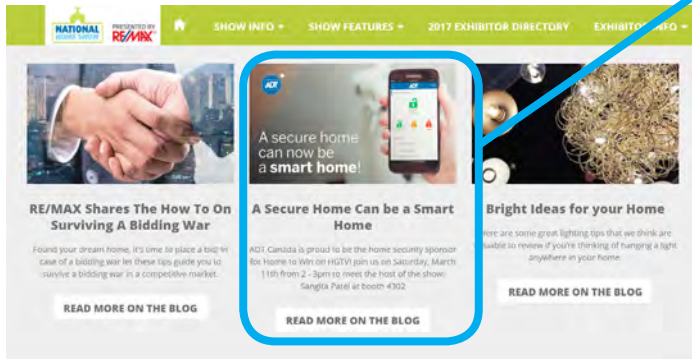 NATIONAL
HOME SHOW
PRESENTED BY
RE/MAX
SHOW INFO
SHOW FEATURES
2017 EXHIBITOR DIRECTORY
EXHIBITOR INFO
ADT
A secure home
can now be
a smart home!
RE/MAX Shares The How To On
Surviving A Bidding War
Found your dream home, it's time to place a bid! In
case of a bidding war let these tips guide you to
survive a bidding war in a competitive market.
READ MORE ON THE BLOG
A Secure Home Can be a Smart
Home
ADT Canada is proud to be the home security sponsor
for Home to Win on HGTV! Join us on Saturday, March
11th from 2 - 3pm to meet the host of the show:
Sangita Patel at booth 4302
READ MORE ON THE BLOG
Bright Ideas for your Home
are some great lighting tips that we think are
to review if you're thinking of hanging a light
anywhere in your home.
READ MORE ON THE BLOG